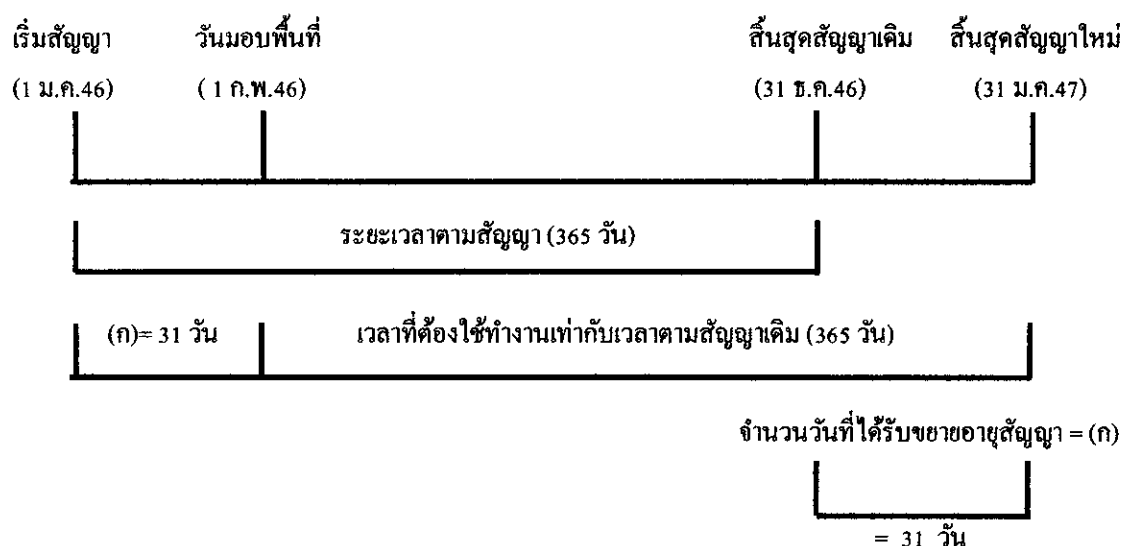 เริ่มสัญญา วันมอบพื้นที่ สิ้นสุดสัญญาเดิม สิ้นสุดสัญญาใหม่
(1 ม.ค.46) ( 1 ก.พ.46) (31 ธ.ค.46) (31 ม.ค.47)
ระยะเวลาตามสัญญา (365 วัน)
(ก)= 31 วัน เวลาที่ต้องใช้ทำงานเท่ากับเวลาตามสัญญาเดิม (365 วัน)
จำนวนวันที่ได้รับขยายอายุสัญญา = (ก)
= 31 วัน